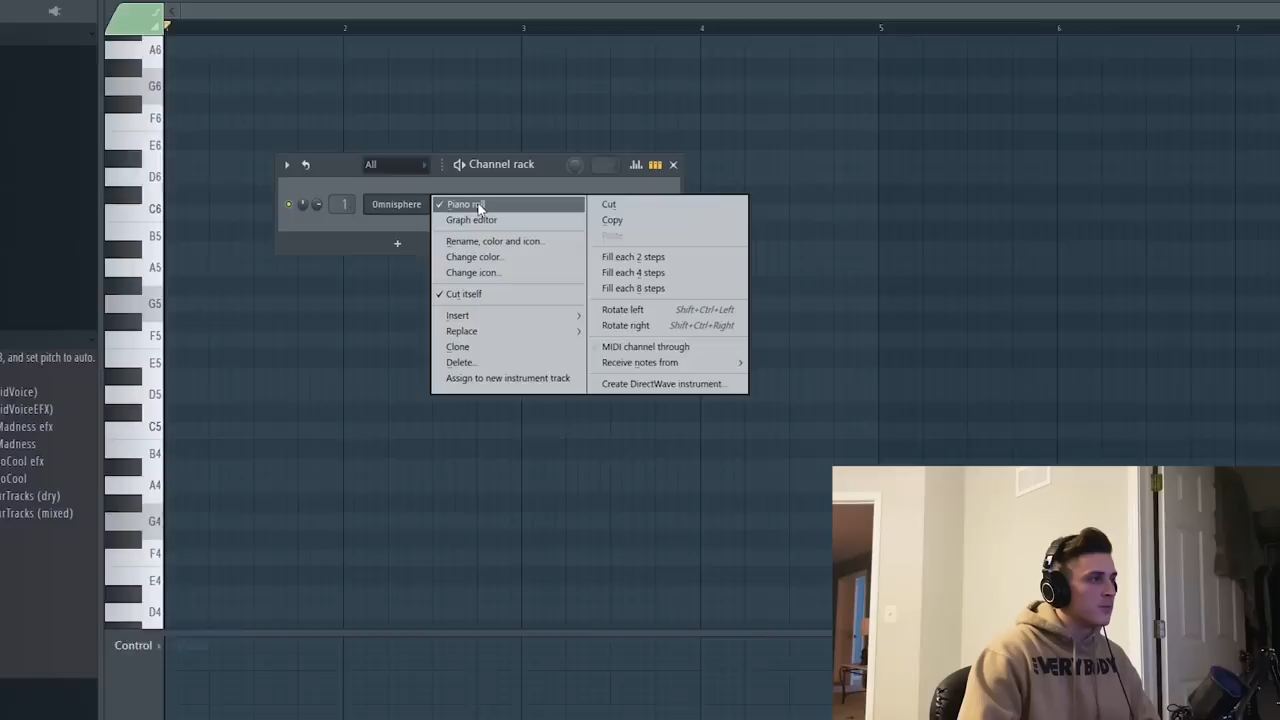 2
3
4
5
6
7
A6
G6
F6
E6
D6
C6
B5
A5
G5
F5
E5
D5
C5
B4
A4
G4
F4
E4
D4
All
Channel rack
1
Omnisphere
+
Piano roll
Graph editor
Rename, color and icon...
Change color...
Change icon...
Cut itself
Insert
Replace
Clone
Delete...
Assign to new instrument track
Cut
Copy
Paste
Fill each 2 steps
Fill each 4 steps
Fill each 8 steps
Rotate left Shift+Ctrl+Left
Rotate right Shift+Ctrl+Right
MIDI channel through
Receive notes from
Create DirectWave instrument...
3, and set pitch to auto.
idVoice)
idVoiceEFX)
Madness efx
Madness
oCool efx
oCool
urTracks (dry)
urTracks (mixed)
Control
EVERYBODY